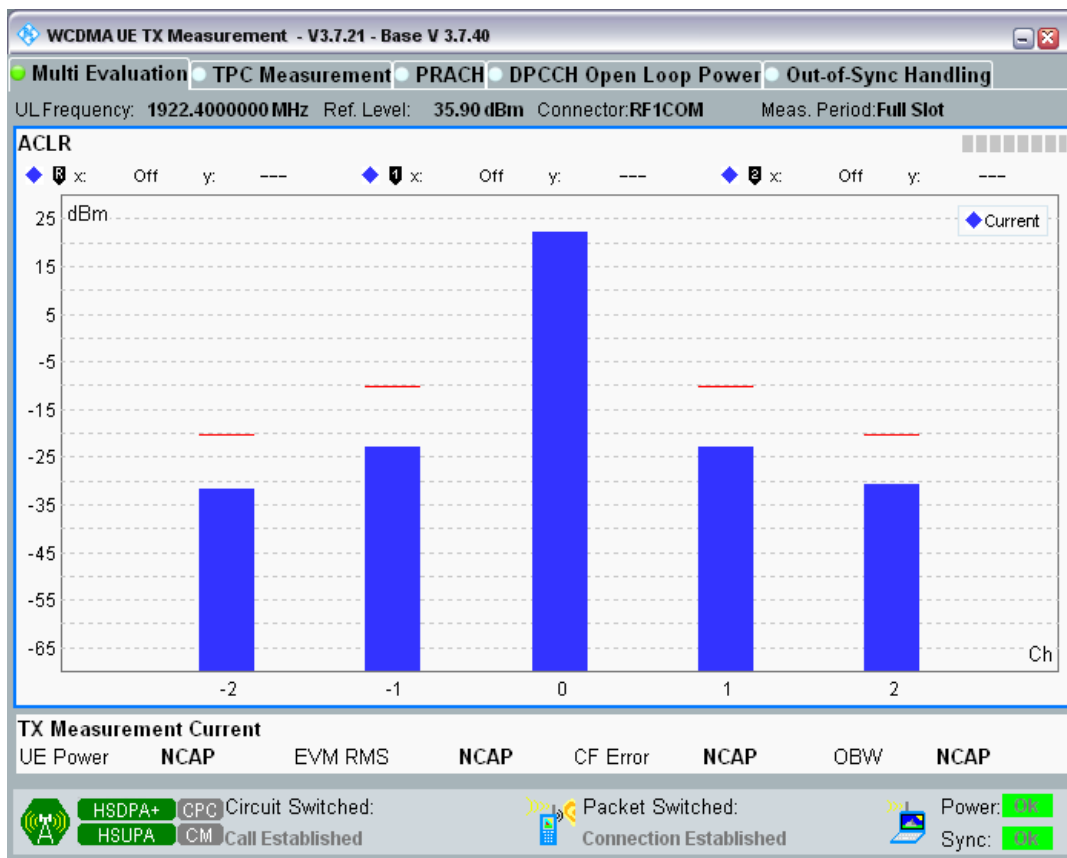 WCDMA UE TX Measurement - V3.7.21 - Base V 3.7.40
Multi Evaluation TPC Measurement PRACH DPCCH Open Loop Power Out-of-Sync Handling
UL Frequency: 1922.4000000 MHz Ref. Level: 35.90 dBm Connector:RF1COM Meas. Period:Full Slot
ACLR
R x: Off y: --- 1 x: Off y: --- 2 x: Off y: ---
dBm
Current
25
15
5
-5
-15
-25
-35
-45
-55
-65
Ch
-2 -1 0 1 2
TX Measurement Current
UE Power NCAP EVM RMS NCAP CF Error NCAP OBW NCAP
HSDPA+ CPC Circuit Switched: Packet Switched: Power: Ok
HSUPA CM Call Established Connection Established Sync: Ok